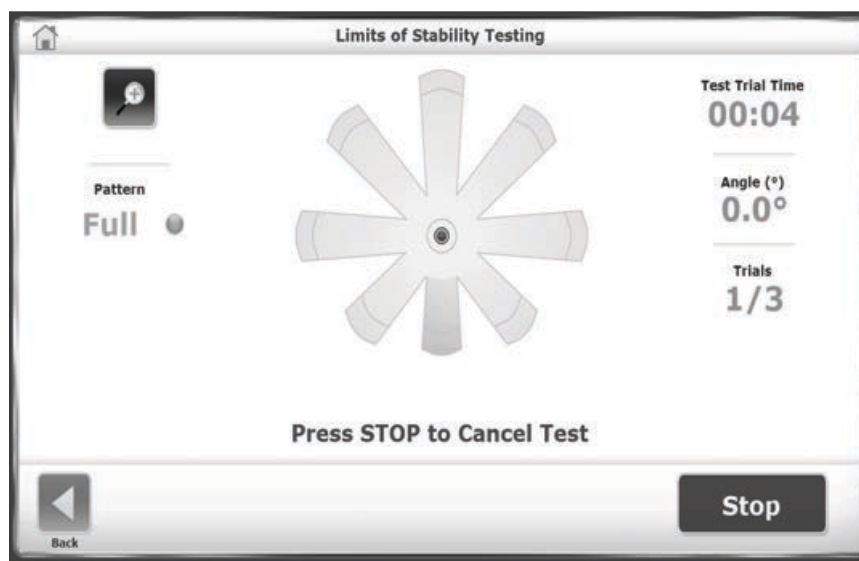 Limits of Stability Testing
Pattern
Full
Test Trial Time
00:04
Angle (°)
0.0°
Trials
1/3
Press STOP to Cancel Test
Back
Stop